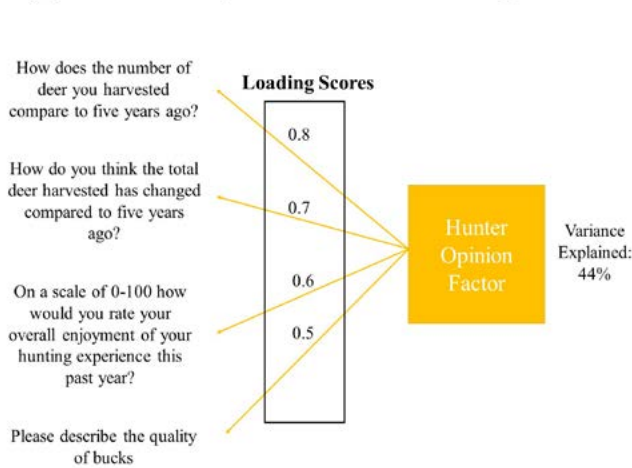 How does the number of
deer you harvested
compare to five years ago?
Loading Scores
0.8
How do you think the total
deer harvested has changed
compared to five years
ago?
0.7
Hunter
Opinion
Factor
Variance
Explained:
44%
On a scale of 0-100 how
would you rate your
overall enjoyment of your
hunting experience this
past year?
0.6
0.5
Please describe the quality
of bucks